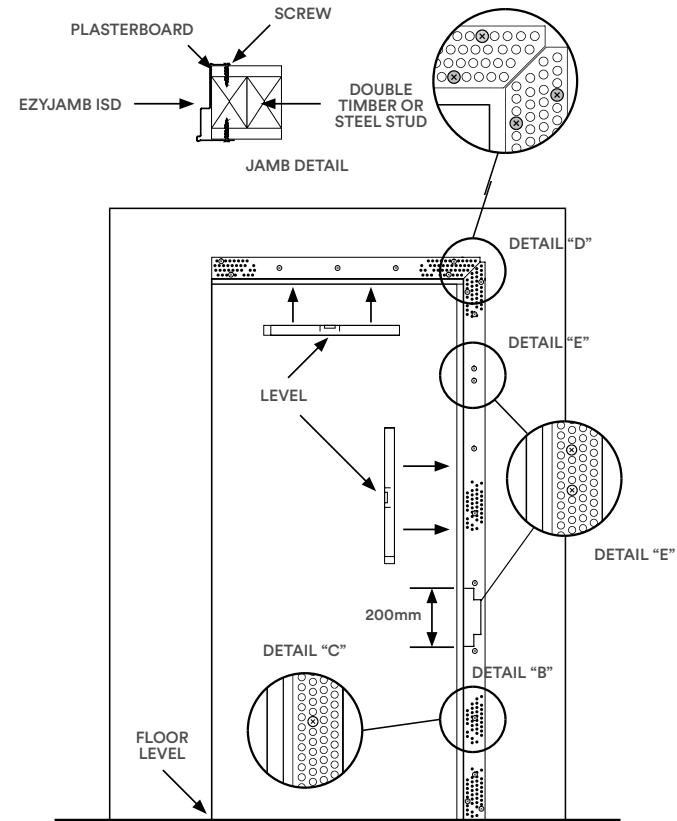 SCREW
PLASTERBOARD
EZYJAMB ISD
DOUBLE
TIMBER OR
STEEL STUD
JAMB DETAIL
DETAIL “D”
DETAIL “E”
LEVEL
DETAIL “E”
200mm
DETAIL “C”
DETAIL “B”
FLOOR
LEVEL